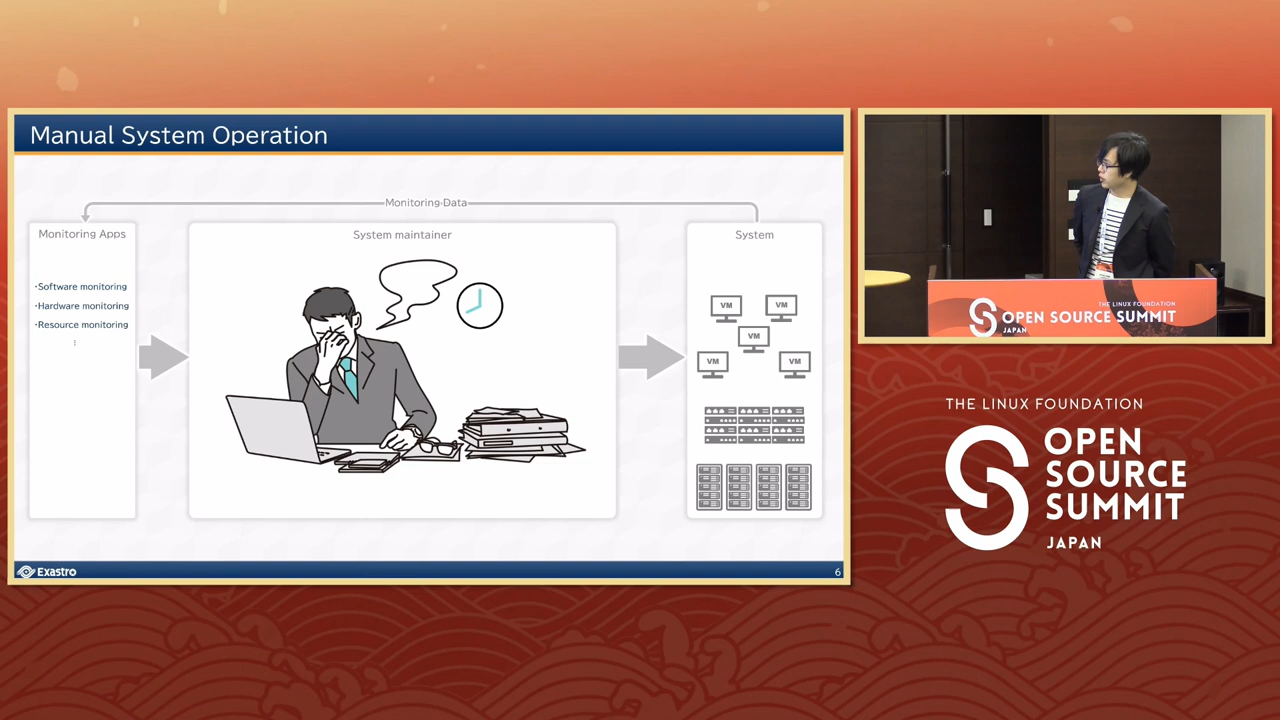 Manual System Operation
Monitoring Data
Monitoring Apps
・Software monitoring
・Hardware monitoring
・Resource monitoring
⋮
System maintainer
System
VM
VM
VM
VM
VM
Exastro
6
THE LINUX FOUNDATION
OPEN SOURCE SUMMIT
JAPAN
THE LINUX FOUNDATION
OPEN
SOURCE
SUMMIT
JAPAN